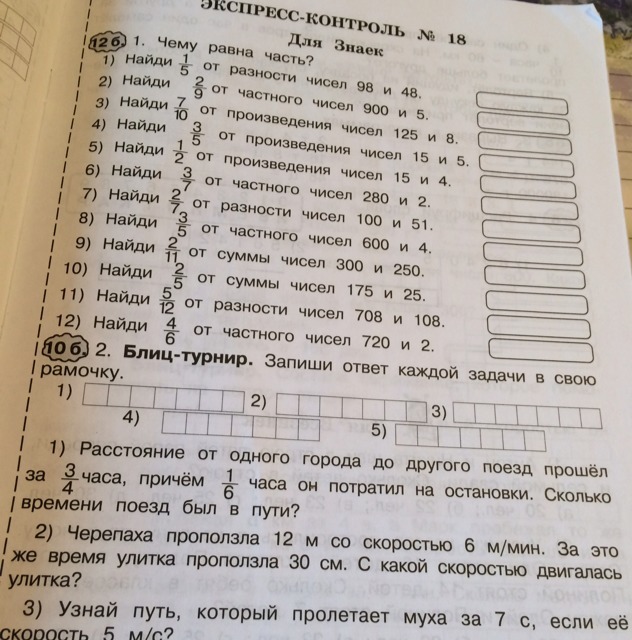 ЭКСПРЕСС-КОНТРОЛЬ № 18
Для Знаек
12 б. 1. Чему равна часть?
1) Найди 1/5 от разности чисел 98 и 48.
2) Найди 2/9 от частного чисел 900 и 5.
3) Найди 7/10 от произведения чисел 125 и 8.
4) Найди 3/5 от произведения чисел 15 и 5.
5) Найди 1/2 от произведения чисел 15 и 4.
6) Найди 3/7 от частного чисел 280 и 2.
7) Найди 2/7 от разности чисел 100 и 51.
8) Найди 3/5 от частного чисел 600 и 4.
9) Найди 2/11 от суммы чисел 300 и 250.
10) Найди 2/5 от суммы чисел 175 и 25.
11) Найди 5/12 от разности чисел 708 и 108.
12) Найди 4/6 от частного чисел 720 и 2.
10 б. 2. Блиц-турнир. Запиши ответ каждой задачи в свою
рамочку.
1) 2) 3)
4) 5)
1) Расстояние от одного города до другого поезд прошёл
за 3/4 часа, причём 1/6 часа он потратил на остановки. Сколько
времени поезд был в пути?
2) Черепаха проползла 12 м со скоростью 6 м/мин. За это
же время улитка проползла 30 см. С какой скоростью двигалась
улитка?
3) Узнай путь, который пролетает муха за 7 с, если её
скорость 5 м/с?